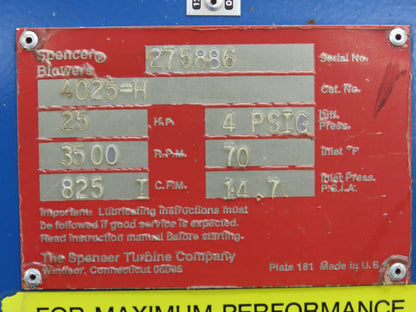 Spencer®
Blowers
275886 Serial No.
4025-H Cat. No.
25 H.P. 4 PSIG Diff. Press.
3500 R.P.M. 70 Inlet °F
825 I C.F.M. 14.7 Inlet Press. P.S.I.A.
Important: Lubricating instructions must
be followed if good service is expected.
Read instruction manual before starting.
The Spencer Turbine Company
Windsor, Connecticut 06095
Plate 181 Made in U.S.A
FOR MAXIMUM PERFORMANCE